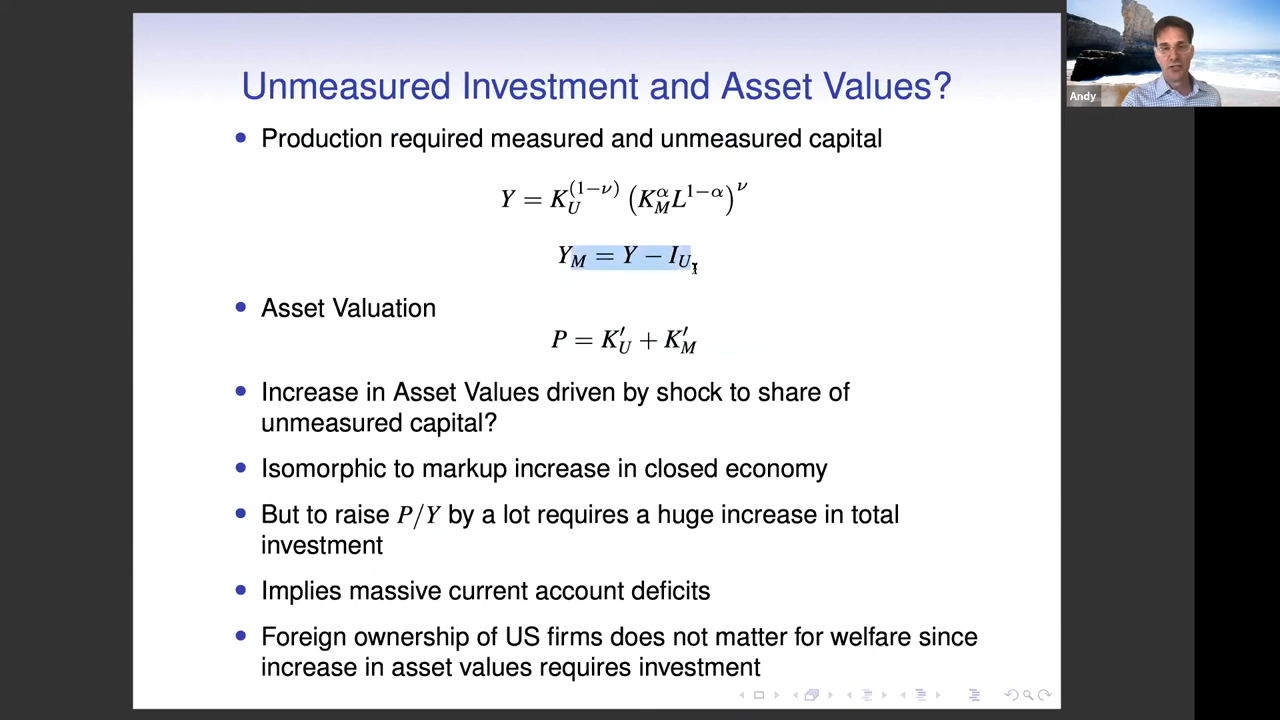 Unmeasured Investment and Asset Values?
Andy
• Production required measured and unmeasured capital
Y = K_U^{(1−ν)} (K_M^α L^{1−α})^ν
Y_M = Y − I_U
• Asset Valuation
P = K′_U + K′_M
• Increase in Asset Values driven by shock to share of
unmeasured capital?
• Isomorphic to markup increase in closed economy
• But to raise P/Y by a lot requires a huge increase in total
investment
• Implies massive current account deficits
• Foreign ownership of US firms does not matter for welfare since
increase in asset values requires investment